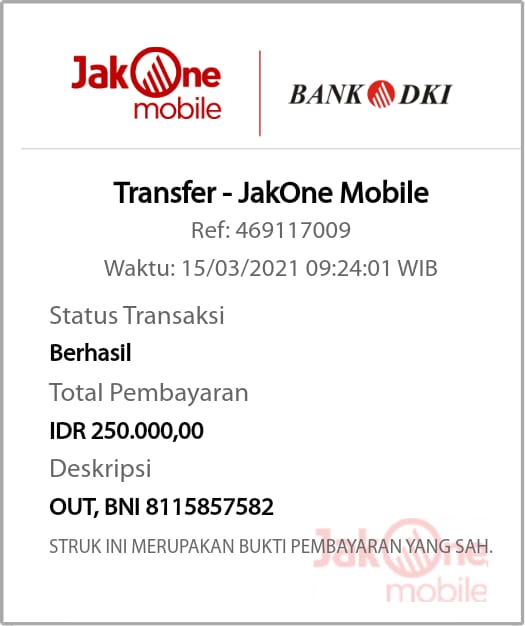 JakOne
mobile
BANK DKI
Transfer - JakOne Mobile
Ref: 469117009
Waktu: 15/03/2021 09:24:01 WIB
Status Transaksi
Berhasil
Total Pembayaran
IDR 250.000,00
Deskripsi
OUT, BNI 8115857582
STRUK INI MERUPAKAN BUKTI PEMBAYARAN YANG SAH.
JakOne
mobile